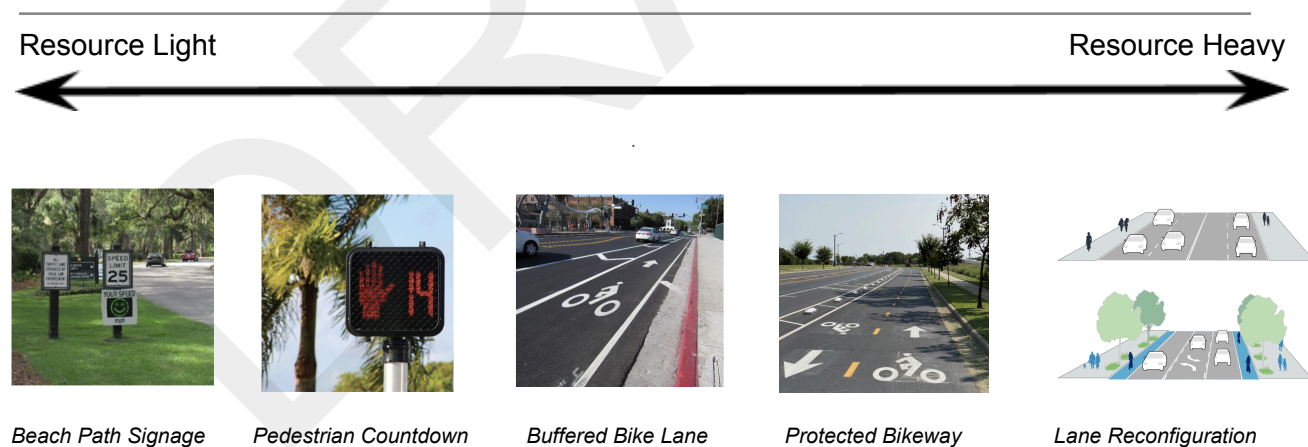 Resource Light
Resource Heavy
SPEED
LIMIT
25
YOUR SPEED
14
Beach Path Signage
Pedestrian Countdown
Buffered Bike Lane
Protected Bikeway
Lane Reconfiguration